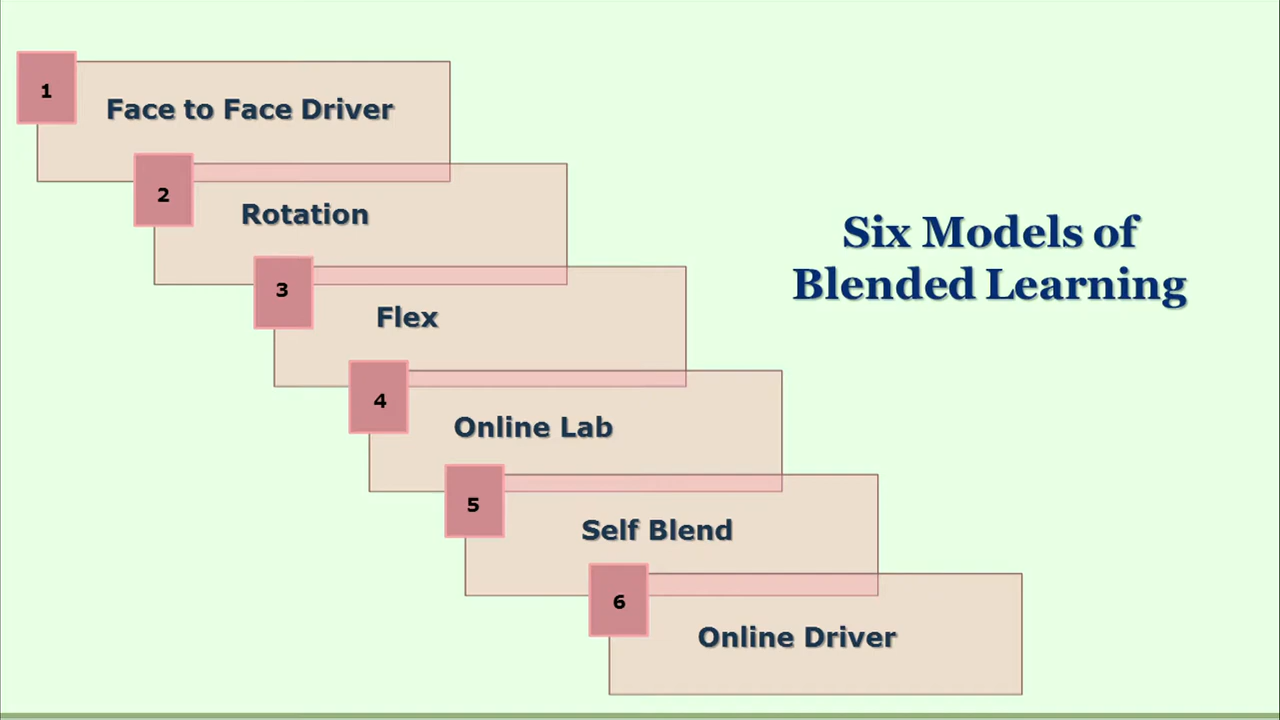 1
Face to Face Driver
2
Rotation
3
Flex
4
Online Lab
5
Self Blend
6
Online Driver
Six Models of
Blended Learning